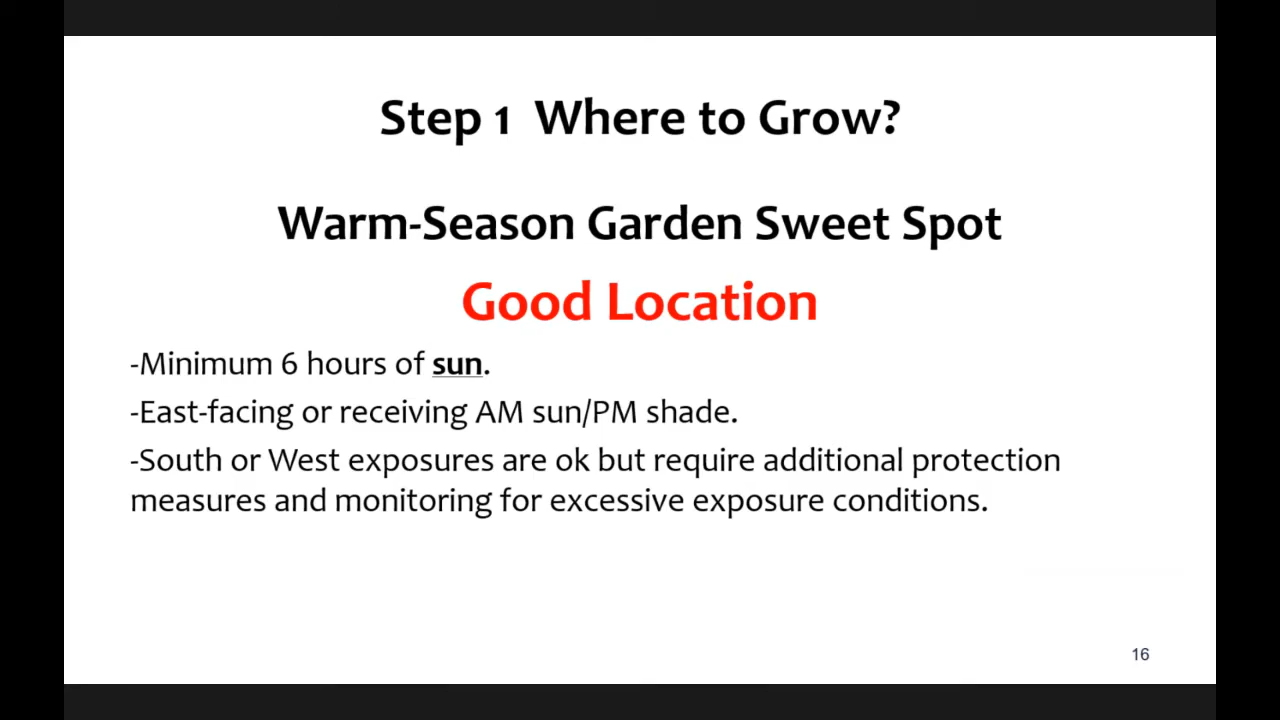 Step 1 Where to Grow?
Warm-Season Garden Sweet Spot
Good Location
-Minimum 6 hours of sun.
-East-facing or receiving AM sun/PM shade.
-South or West exposures are ok but require additional protection
measures and monitoring for excessive exposure conditions.
16